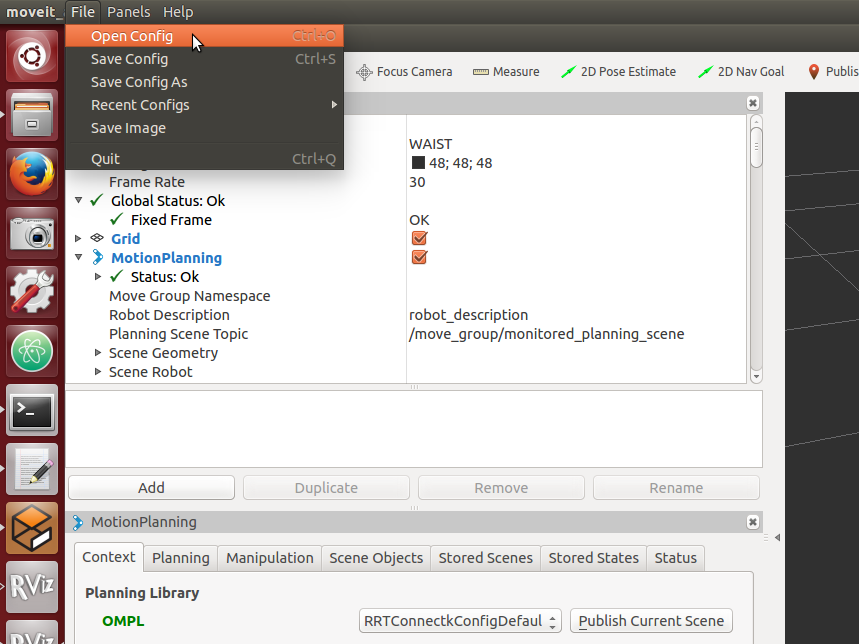 moveit_ File Panels Help
Open Config Ctrl+O
Save Config Ctrl+S
Save Config As
Recent Configs
Save Image
Quit Ctrl+Q
Focus Camera Measure 2D Pose Estimate 2D Nav Goal Publis
WAIST
48; 48; 48
Frame Rate 30
Global Status: Ok
Fixed Frame OK
Grid
MotionPlanning
Status: Ok
Move Group Namespace
Robot Description robot_description
Planning Scene Topic /move_group/monitored_planning_scene
Scene Geometry
Scene Robot
Add Duplicate Remove Rename
MotionPlanning
Context Planning Manipulation Scene Objects Stored Scenes Stored States Status
Planning Library
OMPL RRTConnectkConfigDefaul Publish Current Scene
RViz
RViz